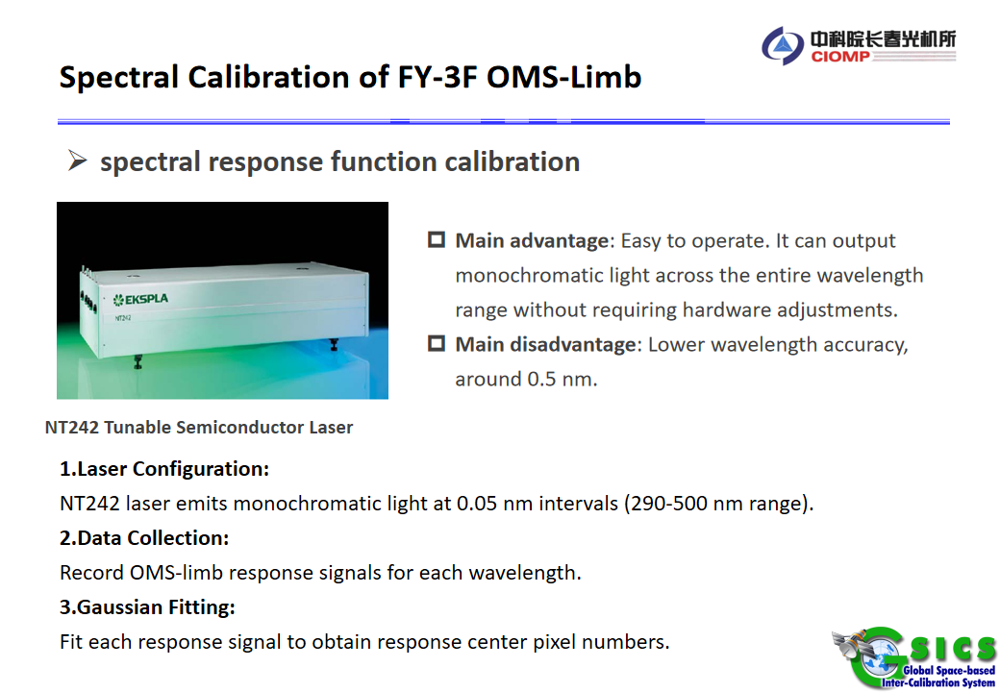 中科院长春光机所
CIOMP
Spectral Calibration of FY-3F OMS-Limb
spectral response function calibration
EKSPLA
NT242
Main advantage: Easy to operate. It can output
monochromatic light across the entire wavelength
range without requiring hardware adjustments.
Main disadvantage: Lower wavelength accuracy,
around 0.5 nm.
NT242 Tunable Semiconductor Laser
1.Laser Configuration:
NT242 laser emits monochromatic light at 0.05 nm intervals (290-500 nm range).
2.Data Collection:
Record OMS-limb response signals for each wavelength.
3.Gaussian Fitting:
Fit each response signal to obtain response center pixel numbers.
GSICS
Global Space-based
Inter-Calibration System